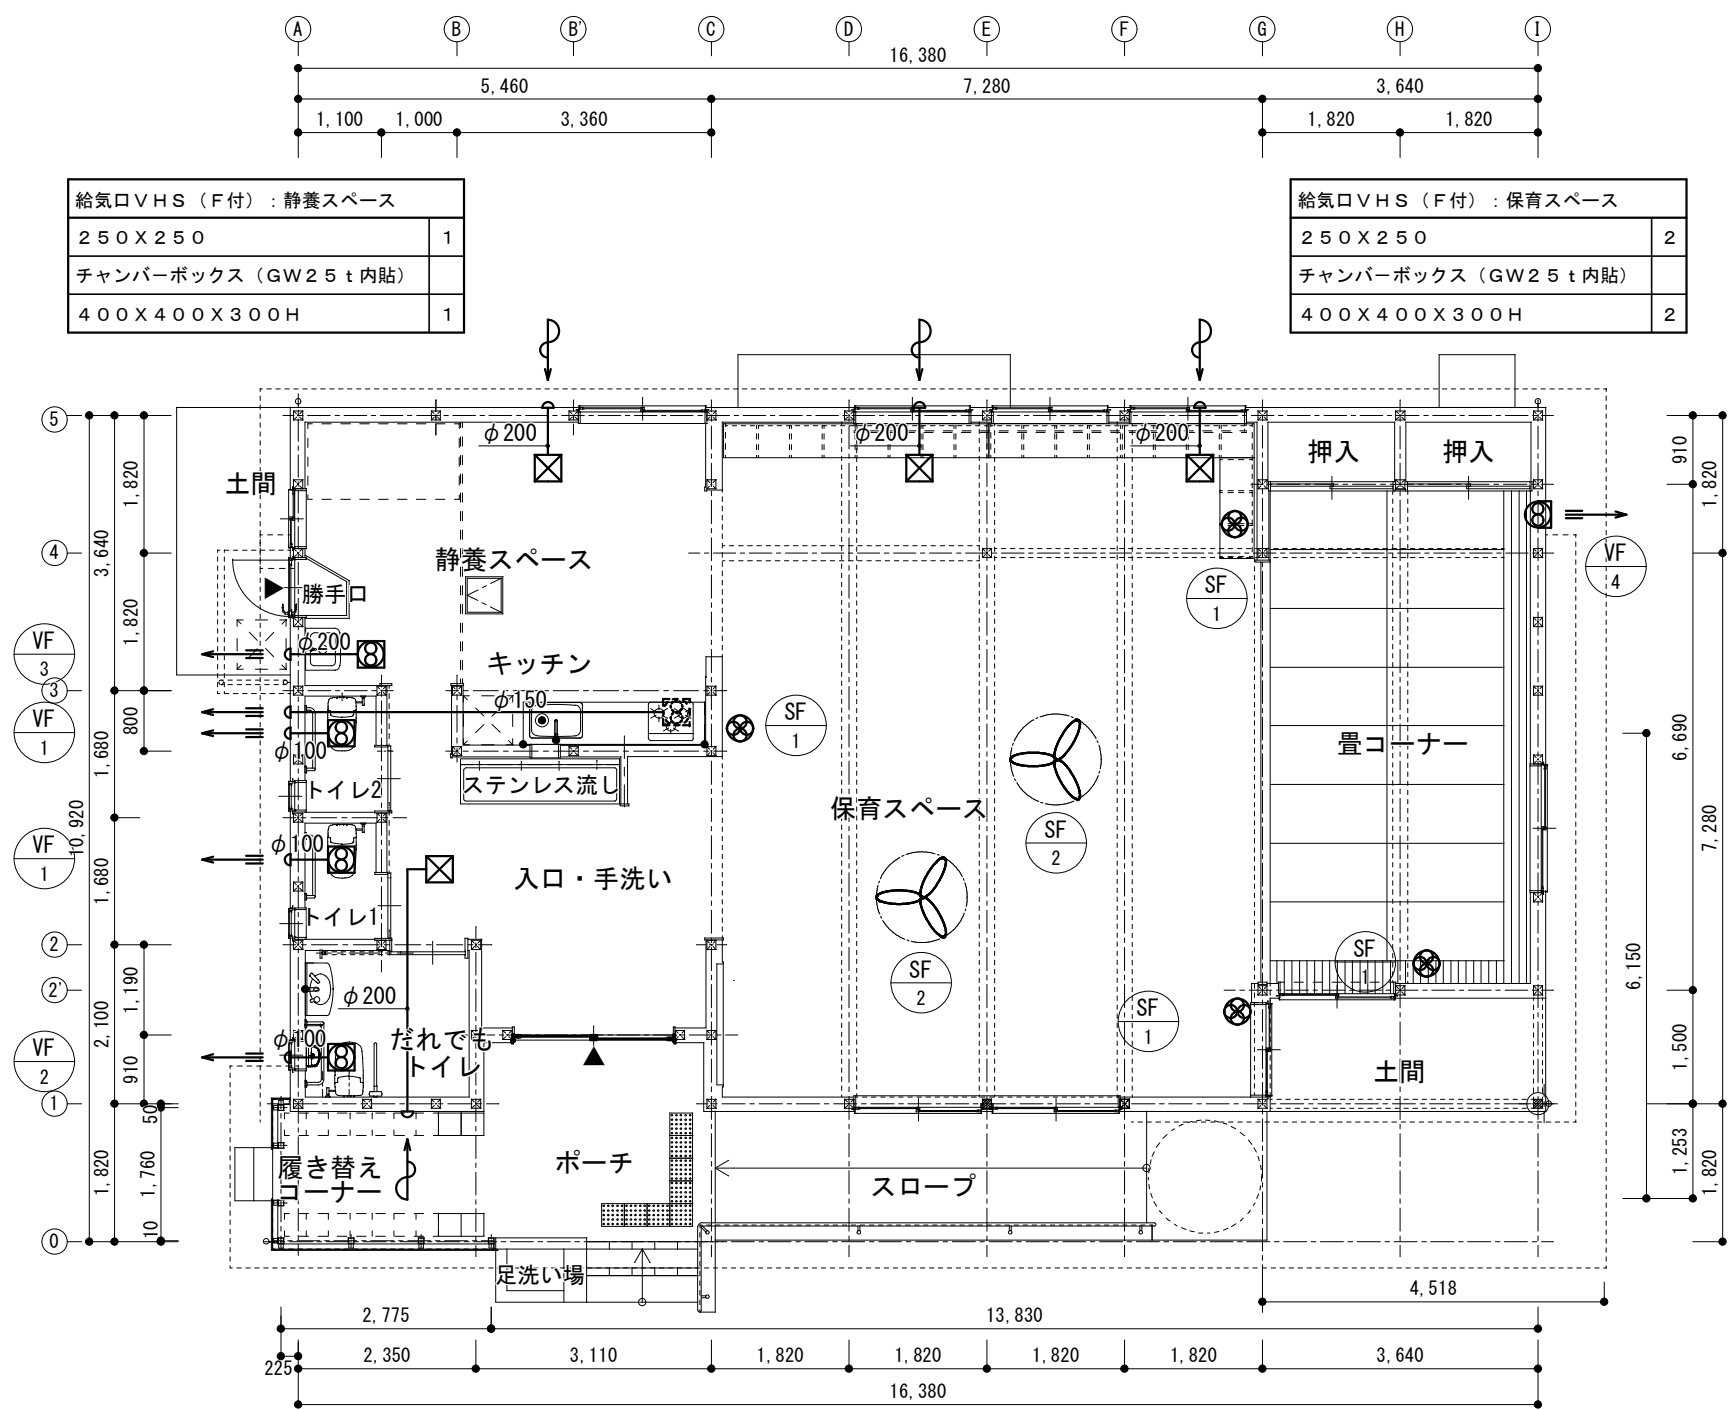 A B B' C D E F G H I
16,380
5,460 7,280 3,640
1,100 1,000 3,360 1,820 1,820
給気口VHS(F付):静養スペース
250X250 1
チャンバーボックス(GW25t内貼)
400X400X300H 1
給気口VHS(F付):保育スペース
250X250 2
チャンバーボックス(GW25t内貼)
400X400X300H 2
5
φ200 φ200 φ200
押入 押入
土間
910
1,820
1,820
3,640
4
静養スペース
勝手口
SF
1
VF
4
1,820
VF
3
φ200
キッチン
3
φ150
VF
1
800
1,680
φ100
SF
1
畳コーナー
6,690
トイレ2
ステンレス流し
保育スペース
10,920
7,280
VF
1
φ100
SF
2
1,680
入口・手洗い
トイレ1
2
SF
2
SF
1
6,150
2'
1,190
2,100
φ200
SF
1
VF
2
φ100
だれでも
トイレ
910
土間
1,500
1
50
1,820
1,760
10
履き替え
コーナー
ポーチ
スロープ
1,253
1,820
0
足洗い場
4,518
2,775 13,830
225 2,350 3,110 1,820 1,820 1,820 1,820 3,640
16,380